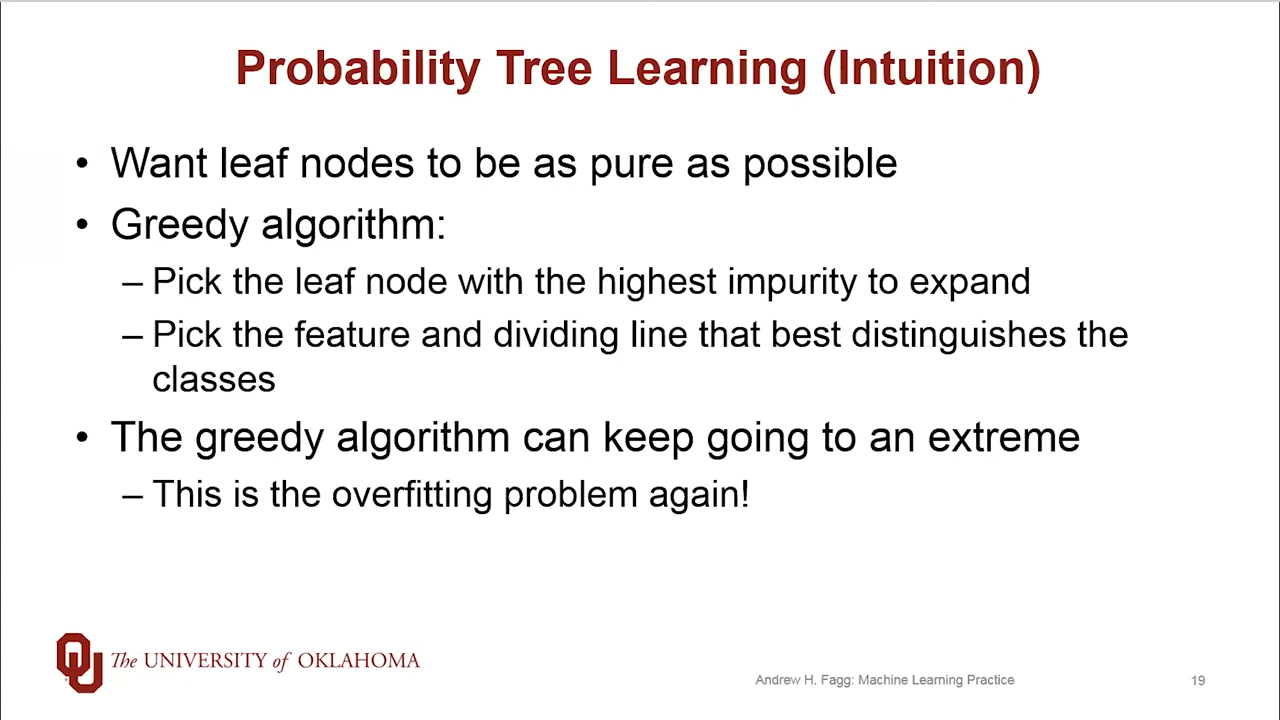 Probability Tree Learning (Intuition)
• Want leaf nodes to be as pure as possible
• Greedy algorithm:
– Pick the leaf node with the highest impurity to expand
– Pick the feature and dividing line that best distinguishes the
classes
• The greedy algorithm can keep going to an extreme
– This is the overfitting problem again!
The UNIVERSITY of OKLAHOMA
Andrew H. Fagg: Machine Learning Practice
19